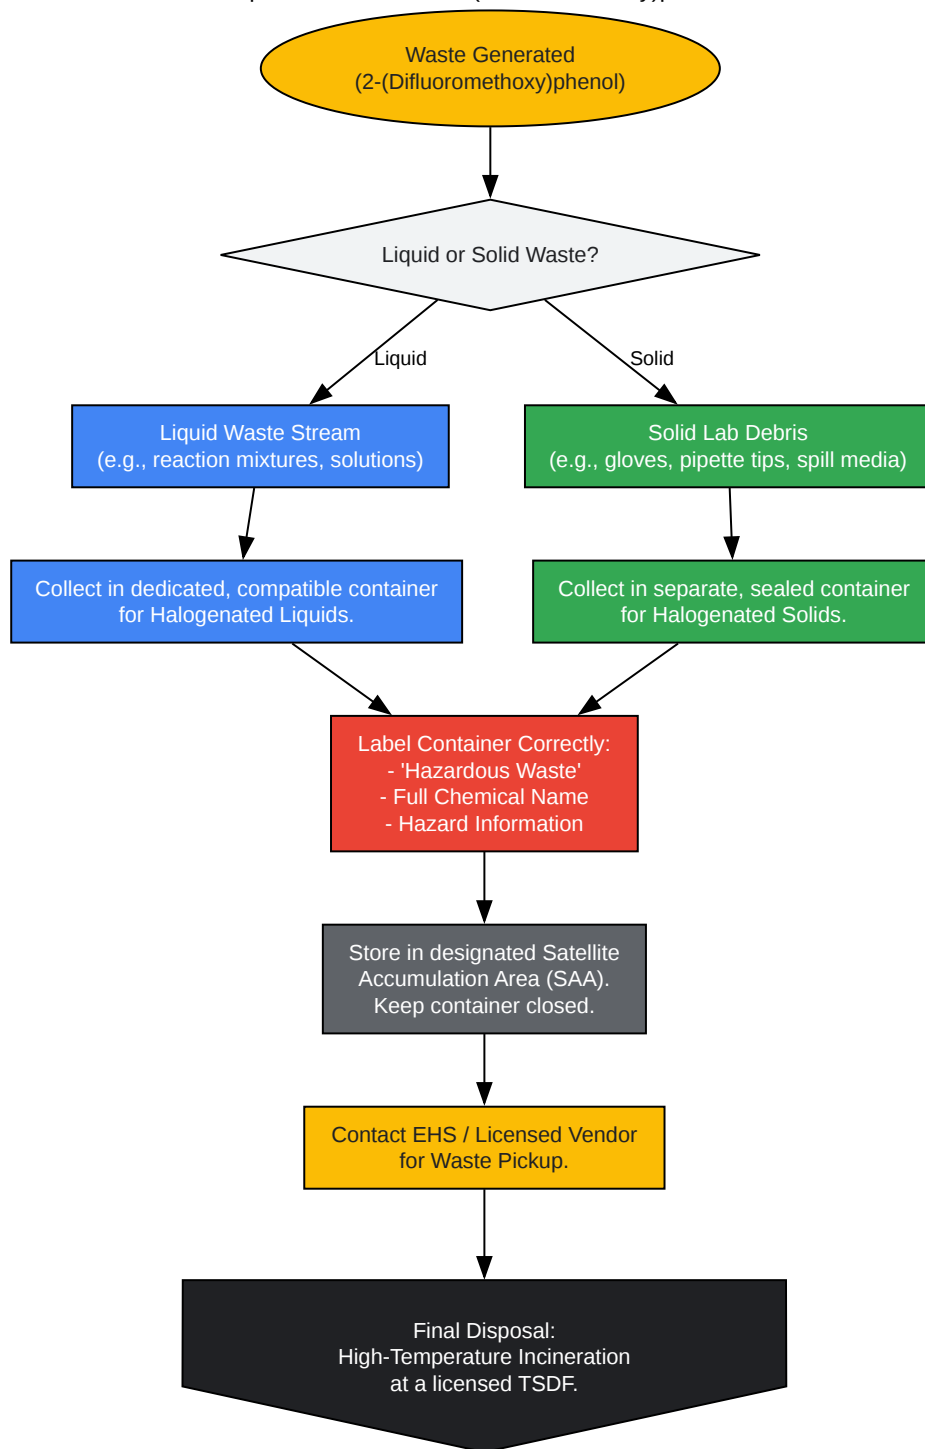 Waste Generated
(2-(Difluoromethoxy)phenol)
Liquid or Solid Waste?
Liquid
Solid
Liquid Waste Stream
(e.g., reaction mixtures, solutions)
Solid Lab Debris
(e.g., gloves, pipette tips, spill media)
Collect in dedicated, compatible container
for Halogenated Liquids.
Collect in separate, sealed container
for Halogenated Solids.
Label Container Correctly:
- 'Hazardous Waste'
- Full Chemical Name
- Hazard Information
Store in designated Satellite
Accumulation Area (SAA).
Keep container closed.
Contact EHS / Licensed Vendor
for Waste Pickup.
Final Disposal:
High-Temperature Incineration
at a licensed TSDF.